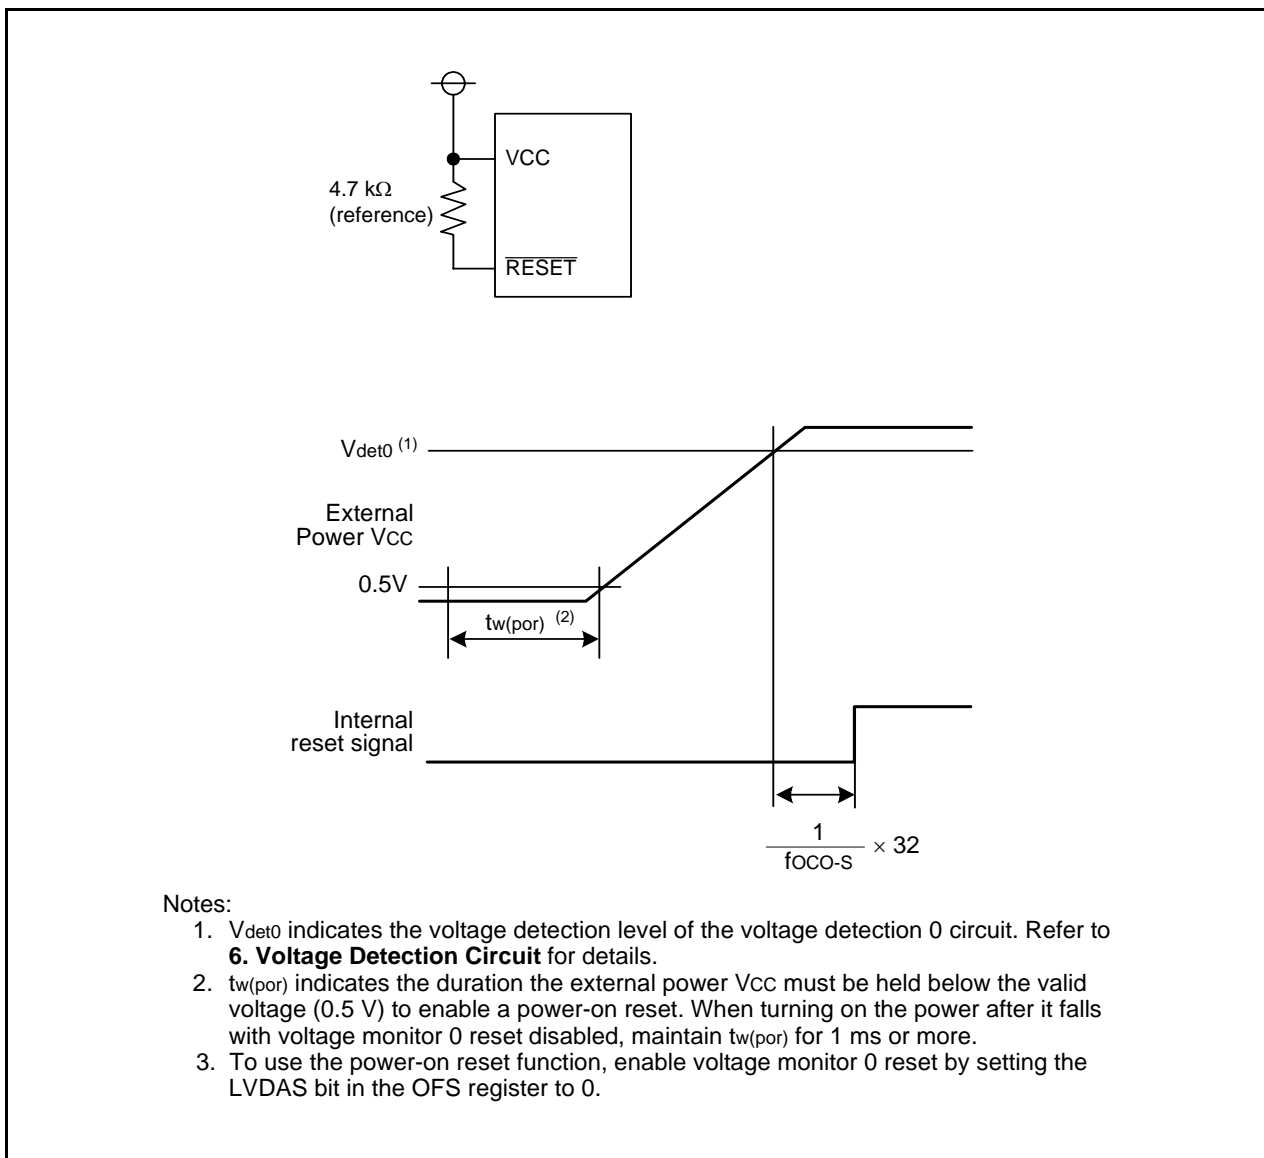 VCC
4.7 kΩ
(reference)
RESET
Vdet0 (1)
External
Power VCC
0.5V
tw(por) (2)
Internal
reset signal
1
fOCO-S
× 32
Notes:
1. Vdet0 indicates the voltage detection level of the voltage detection 0 circuit. Refer to
6. Voltage Detection Circuit for details.
2. tw(por) indicates the duration the external power VCC must be held below the valid
voltage (0.5 V) to enable a power-on reset. When turning on the power after it falls
with voltage monitor 0 reset disabled, maintain tw(por) for 1 ms or more.
3. To use the power-on reset function, enable voltage monitor 0 reset by setting the
LVDAS bit in the OFS register to 0.